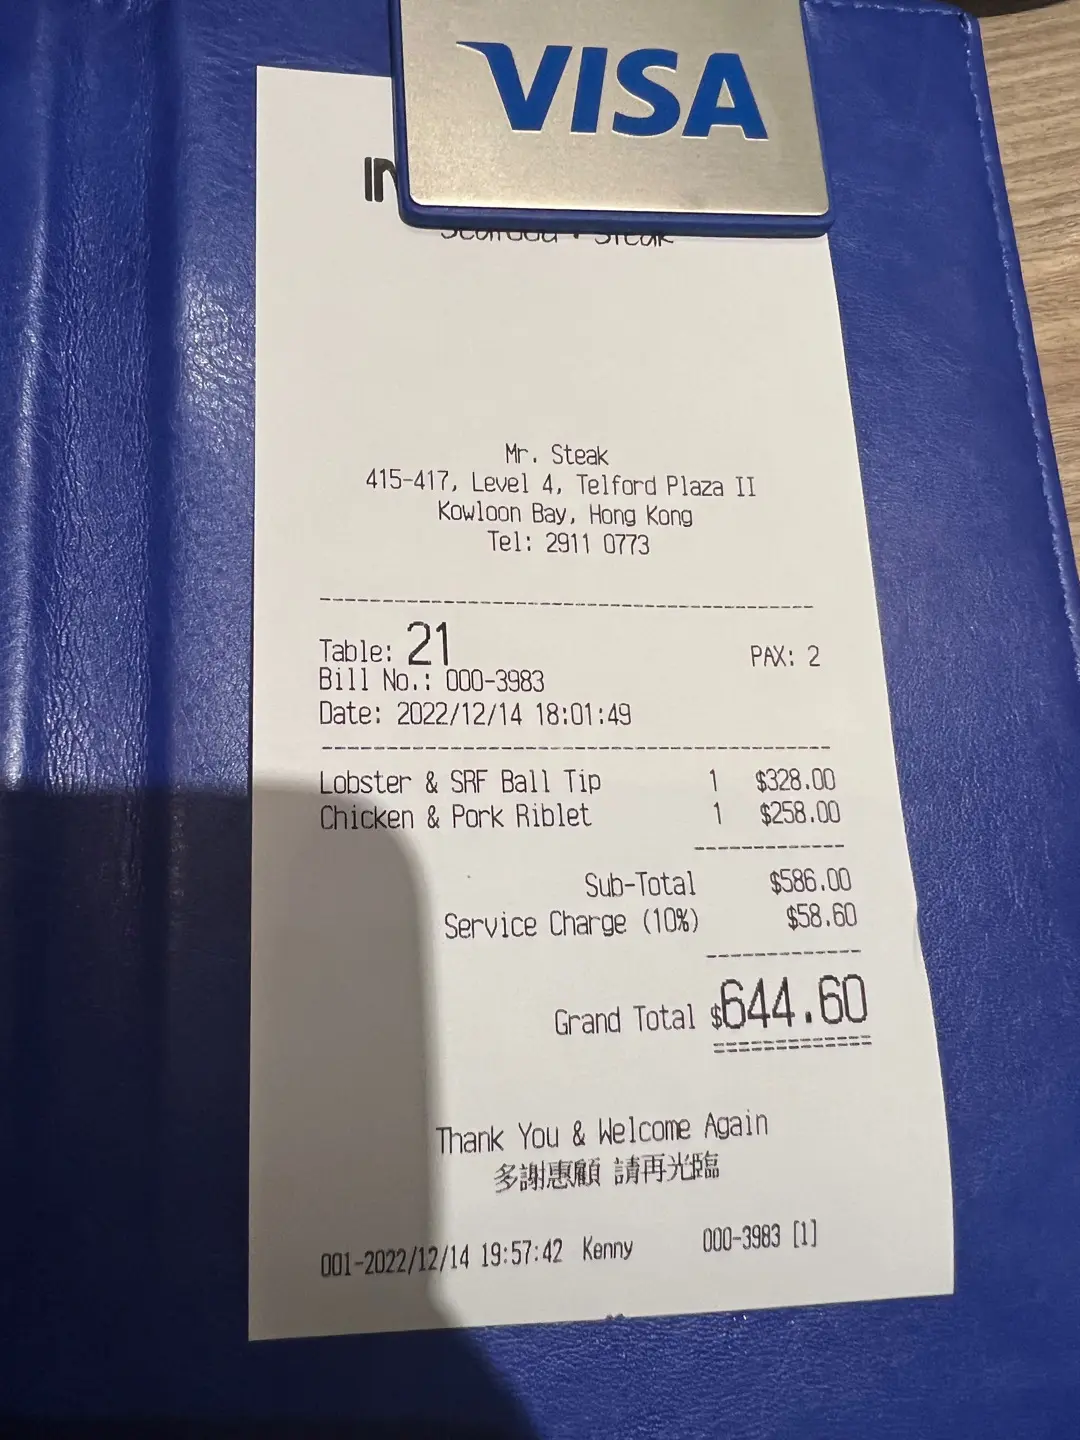 VISA
Seafood • Steak
Mr. Steak
415-417, Level 4, Telford Plaza II
Kowloon Bay, Hong Kong
Tel: 2911 0773
Table: 21 PAX: 2
Bill No.: 000-3983
Date: 2022/12/14 18:01:49
Lobster & SRF Ball Tip 1 $328.00
Chicken & Pork Riblet 1 $258.00
Sub-Total $586.00
Service Charge (10%) $58.60
Grand Total $644.60
Thank You & Welcome Again
多謝惠顧 請再光臨
001-2022/12/14 19:57:42 Kenny 000-3983 [1]